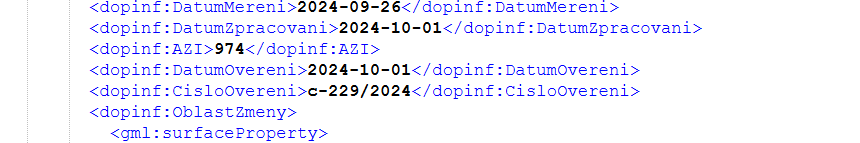 <dopinf:DatumMereni>2024-09-26</dopinf:DatumMereni>
<dopinf:DatumZpracovani>2024-10-01</dopinf:DatumZpracovani>
<dopinf:AZI>974</dopinf:AZI>
<dopinf:DatumOvereni>2024-10-01</dopinf:DatumOvereni>
<dopinf:CisloOvereni>c-229/2024</dopinf:CisloOvereni>
<dopinf:OblastZmeny>
<gml:surfaceProperty>